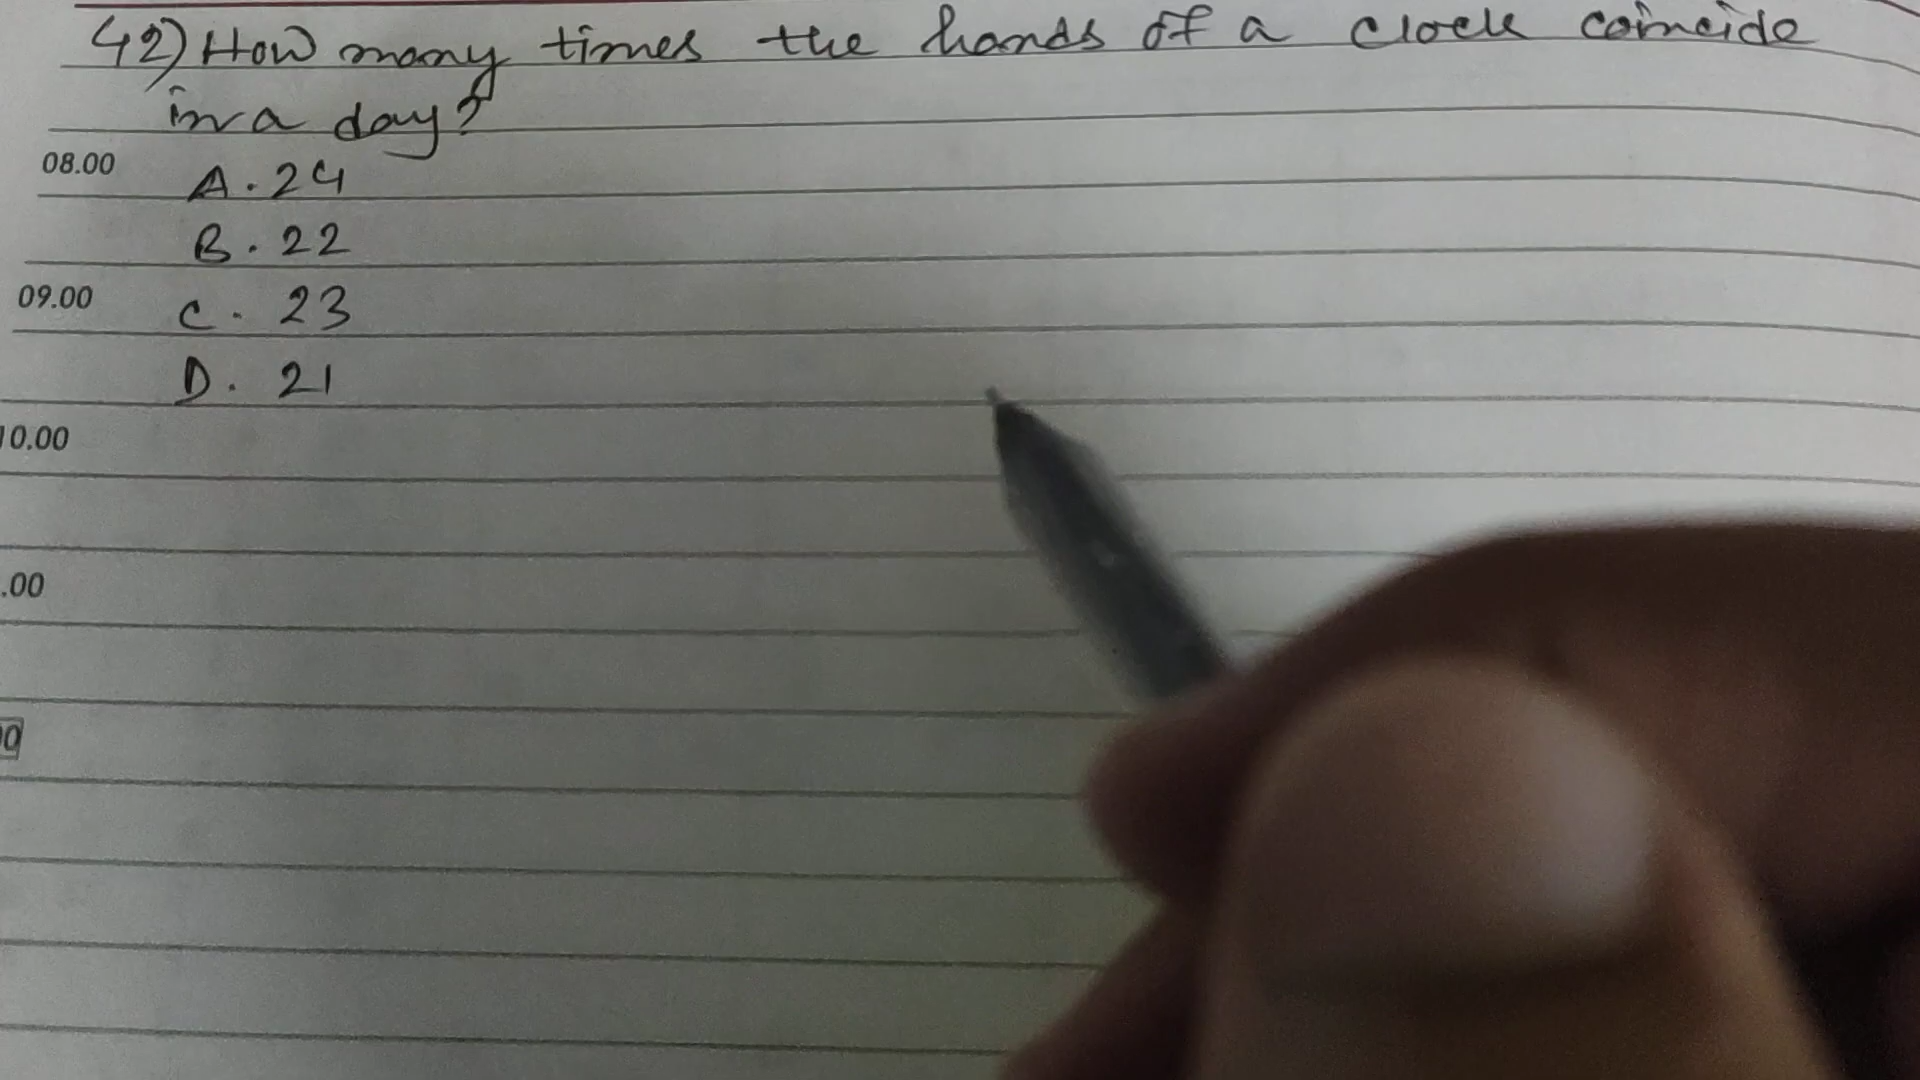 42) How many times the hands of a clock coincide
in a day?
08.00 A. 24
B. 22
09.00 C. 23
D. 21
10.00
.00
0